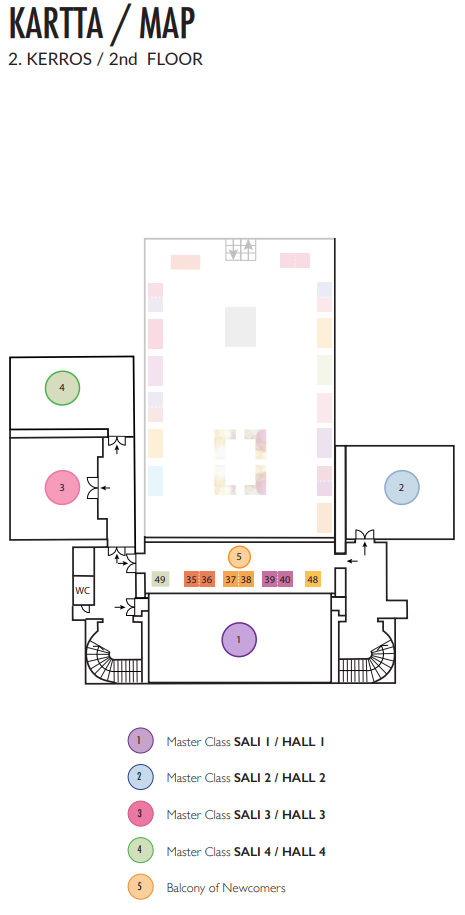 KARTTA / MAP
2. KERROS / 2nd FLOOR
4
3
2
5
49 35 36 37 38 39 40 48
WC
1
1 Master Class SALI 1 / HALL 1
2 Master Class SALI 2 / HALL 2
3 Master Class SALI 3 / HALL 3
4 Master Class SALI 4 / HALL 4
5 Balcony of Newcomers